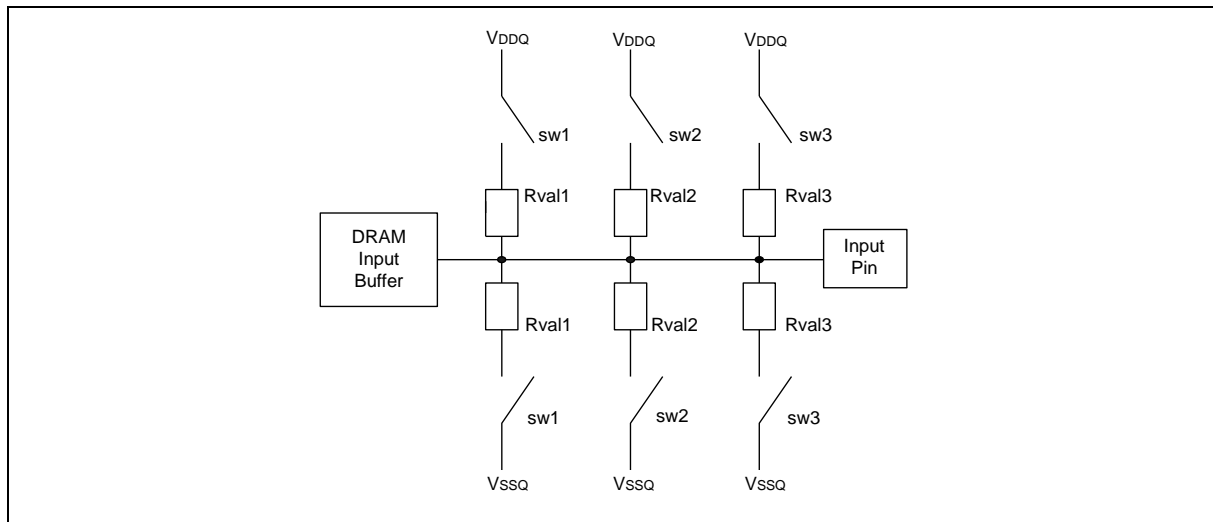 VDDQ VDDQ VDDQ
sw1 sw2 sw3
Rval1 Rval2 Rval3
DRAM
Input
Buffer
Input
Pin
Rval1 Rval2 Rval3
sw1 sw2 sw3
VSSQ VSSQ VSSQ